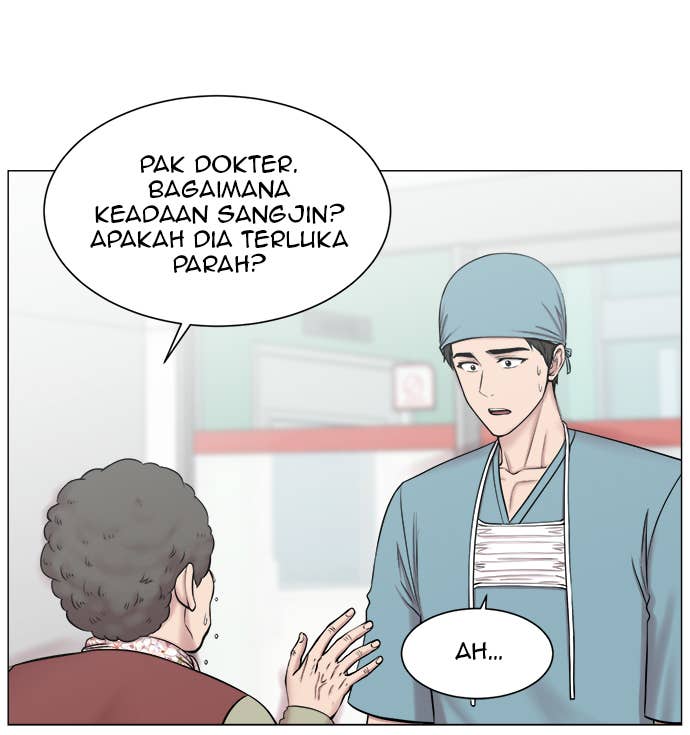 PAK DOKTER,
BAGAIMANA
KEADAAN SANGJIN?
APAKAH DIA TERLUKA
PARAH?
AH...